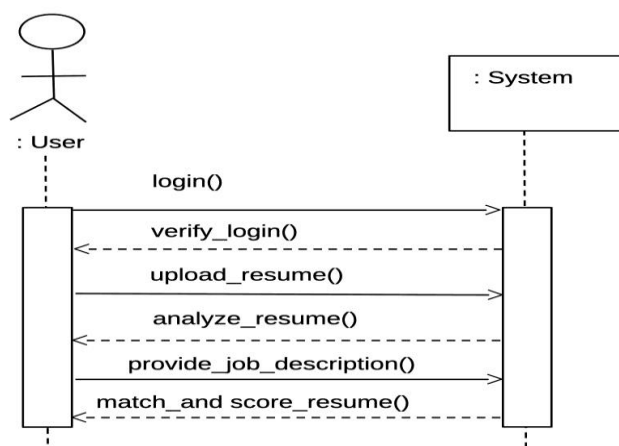 : System
: User
login()
verify_login()
upload_resume()
analyze_resume()
provide_job_description()
match_and score_resume()